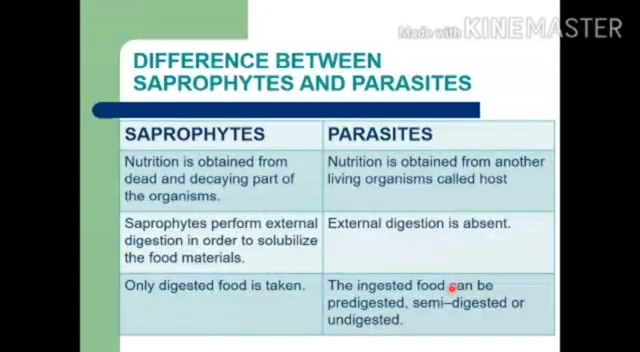 Made with KINEMASTER
DIFFERENCE BETWEEN
SAPROPHYTES AND PARASITES
SAPROPHYTES
PARASITES
Nutrition is obtained from
dead and decaying part of
the organisms.
Nutrition is obtained from another
living organisms called host
Saprophytes perform external
digestion in order to solubilize
the food materials.
External digestion is absent.
Only digested food is taken.
The ingested food can be
predigested, semi–digested or
undigested.